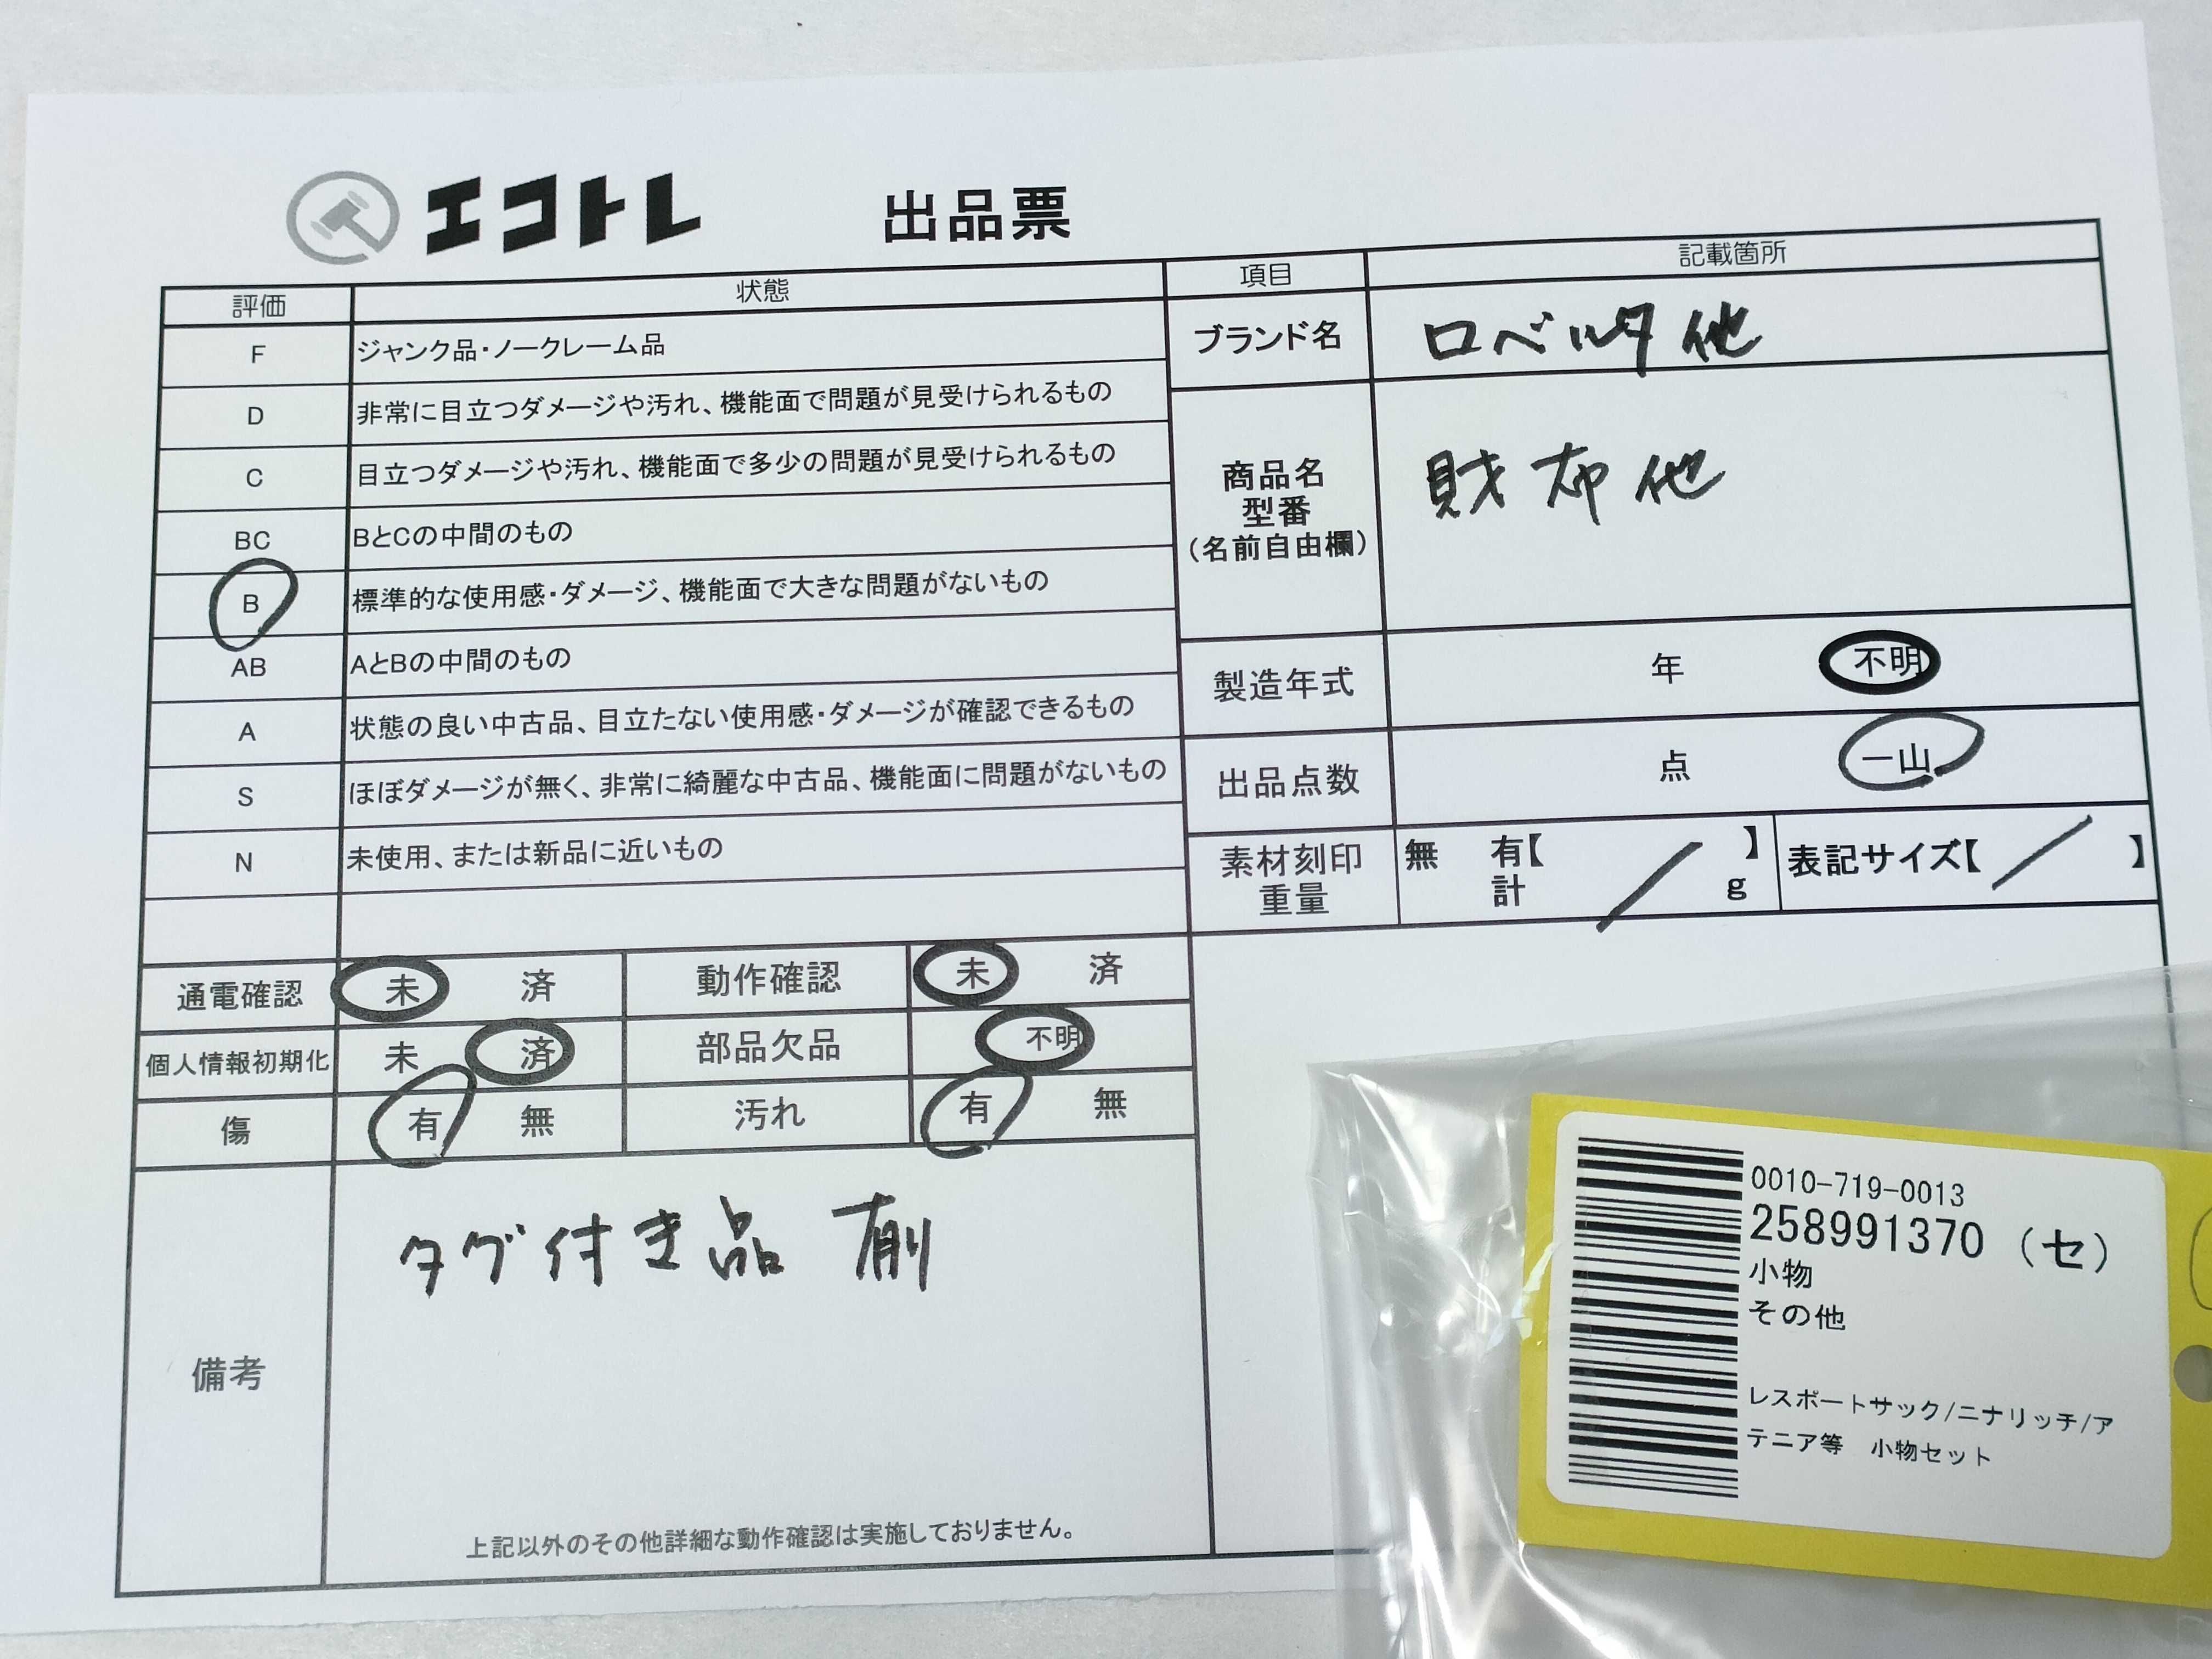 エコトレ 出品票
評価 状態
F ジャンク品・ノークレーム品
D 非常に目立つダメージや汚れ、機能面で問題が見受けられるもの
C 目立つダメージや汚れ、機能面で多少の問題が見受けられるもの
BC BとCの中間のもの
B 標準的な使用感・ダメージ、機能面で大きな問題がないもの
AB AとBの中間のもの
A 状態の良い中古品、目立たない使用感・ダメージが確認できるもの
S ほぼダメージが無く、非常に綺麗な中古品、機能面に問題がないもの
N 未使用、または新品に近いもの
項目 記載箇所
ブランド名 ロベルタ他
商品名
型番
(名前自由欄)
財布他
製造年式 年 不明
出品点数 点 一山
素材刻印
重量
無 有【 】
計 g
表記サイズ【 】
通電確認 未 済 動作確認 未 済
個人情報初期化 未 済 部品欠品 不明
傷 有 無 汚れ 有 無
備考
タグ付き品 有り
上記以外のその他詳細な動作確認は実施しておりません。
0010-719-0013
258991370 (セ)
小物
その他
レスポートサック/ニナリッチ/ア
テニア等 小物セット